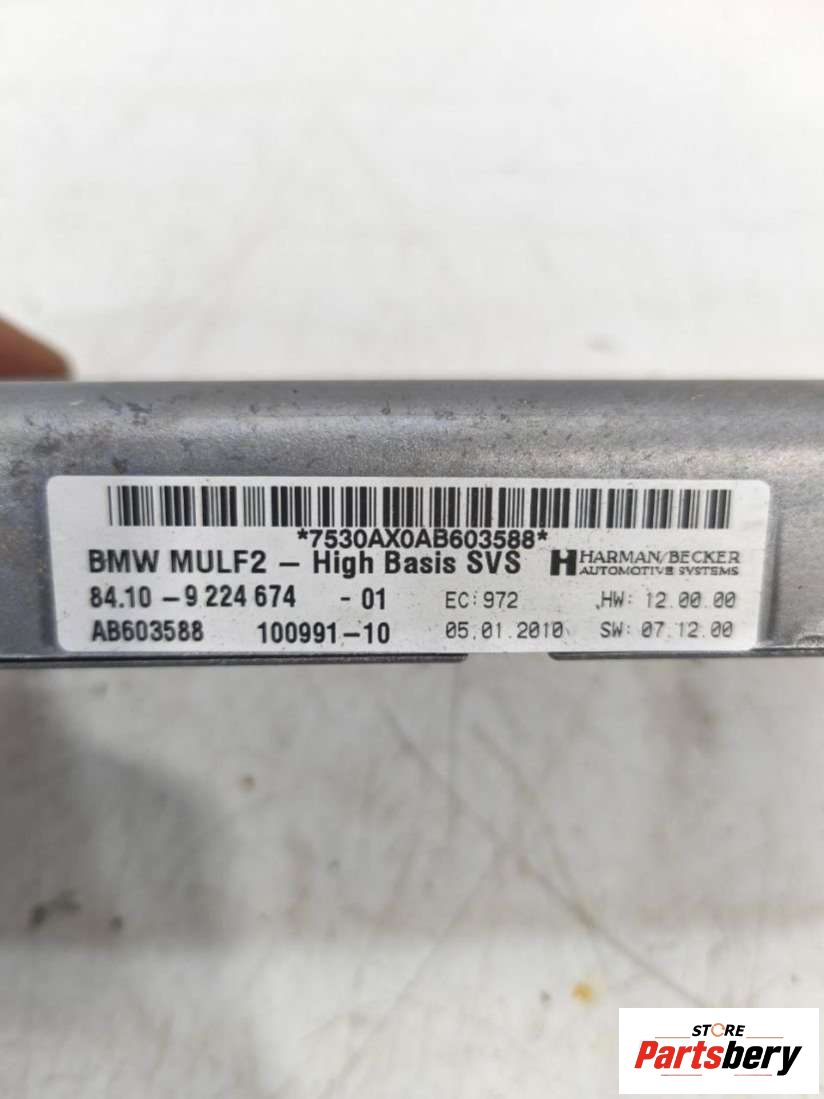 *7530AX0AB603588*
BMW MULF2 – High Basis SVS HARMAN/BECKER
AUTOMOTIVE SYSTEMS
84.10 - 9 224 674 - 01 EC: 972 HW: 12.00.00
AB603588 100991-10 05.01.2010 SW: 07.12.00
STORE
Partsbery